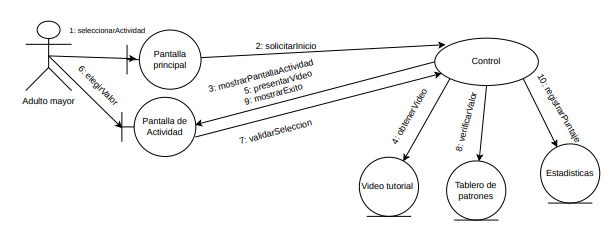 1: seleccionarActividad
2: solicitarInicio
Pantalla
principal
Control
Adulto mayor
6: elegirValor
3: mostrarPantallaActividad
5: presentarVideo
9: mostrarExito
Pantalla de
Actividad
7: validarSeleccion
4: obtenerVideo
8: verificarValor
10: registrarPuntaje
Video tutorial
Tablero de
patrones
Estadisticas